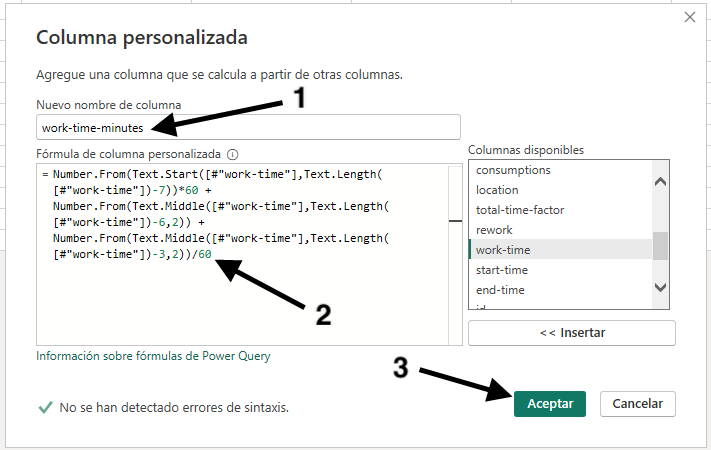 Columna personalizada
Agregue una columna que se calcula a partir de otras columnas.
Nuevo nombre de columna
1
work-time-minutes
Fórmula de columna personalizada
= Number.From(Text.Start([#"work-time"],Text.Length(
[#"work-time"])-7))*60 +
Number.From(Text.Middle([#"work-time"],Text.Length(
[#"work-time"])-6,2)) +
Number.From(Text.Middle([#"work-time"],Text.Length(
[#"work-time"])-3,2))/60
2
Columnas disponibles
consumptions
location
total-time-factor
rework
work-time
start-time
end-time
<< Insertar
Información sobre fórmulas de Power Query
3
No se han detectado errores de sintaxis.
Aceptar
Cancelar